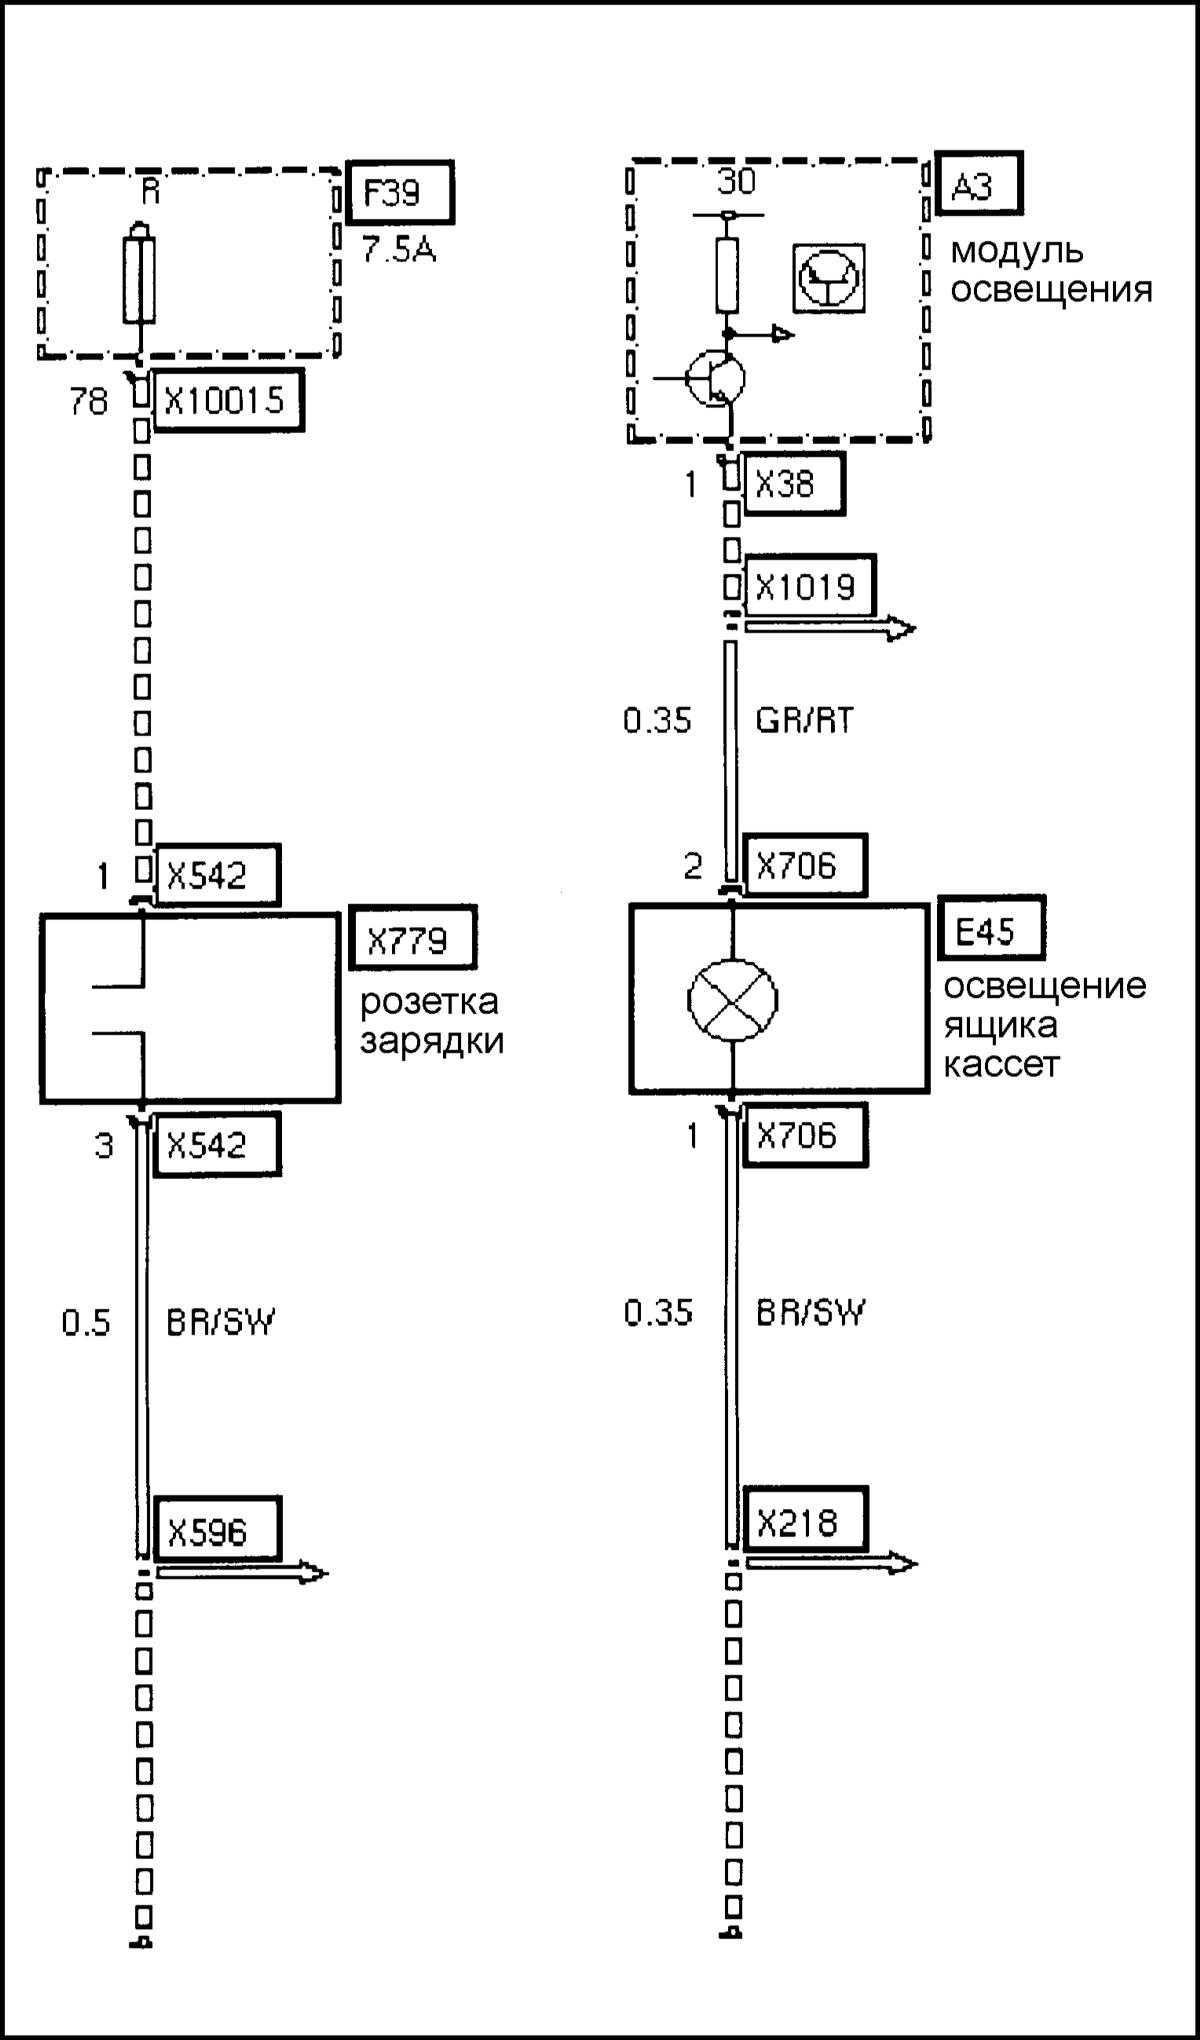 R
F39
7.5A
78
X10015
1
X542
X779
розетка
зарядки
3
X542
0.5
BR/SW
X596
30
A3
модуль
освещения
1
X38
X1019
0.35
GR/RT
2
X706
E45
освещение
ящика
кассет
1
X706
0.35
BR/SW
X218